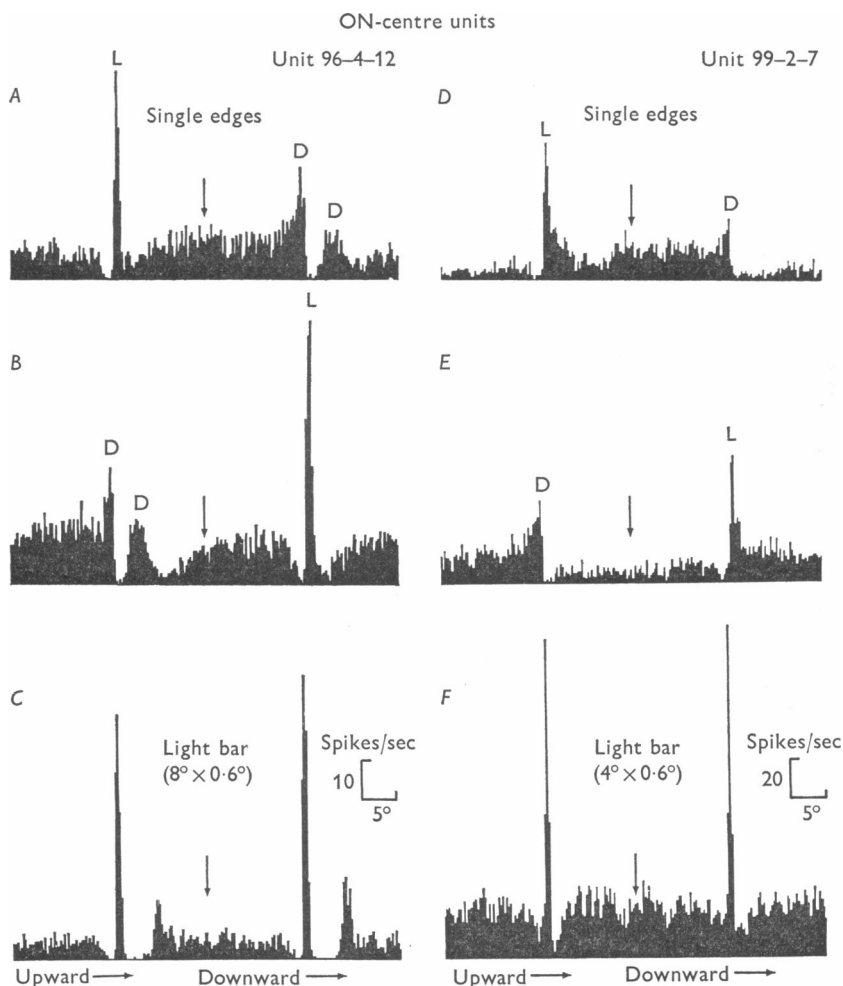 ON-centre units
Unit 96–4–12
Unit 99–2–7
A
L
Single edges
D
D
D
L
Single edges
D
B
D
D
L
E
D
L
C
Light bar
(8° × 0·6°)
Spikes/sec
10
5°
F
Light bar
(4° × 0·6°)
Spikes/sec
20
5°
Upward
Downward
Upward
Downward